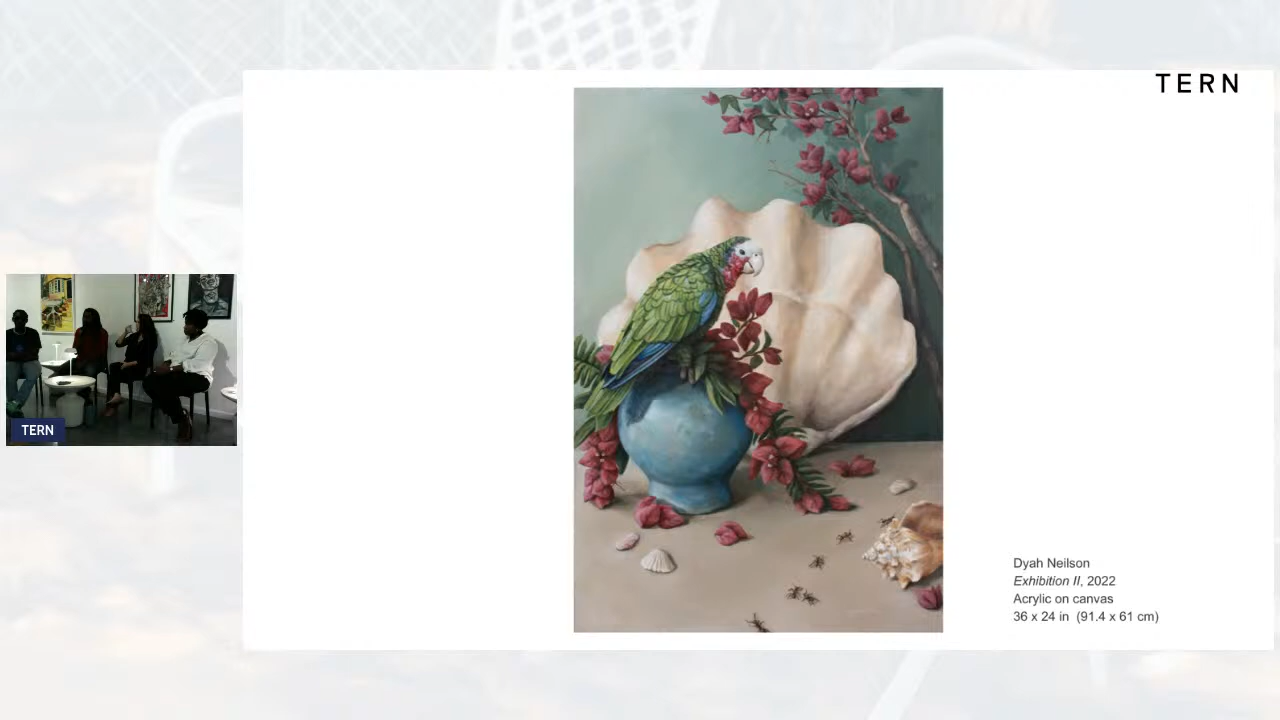 TERN
TERN
Dyah Neilson
Exhibition II, 2022
Acrylic on canvas
36 x 24 in (91.4 x 61 cm)